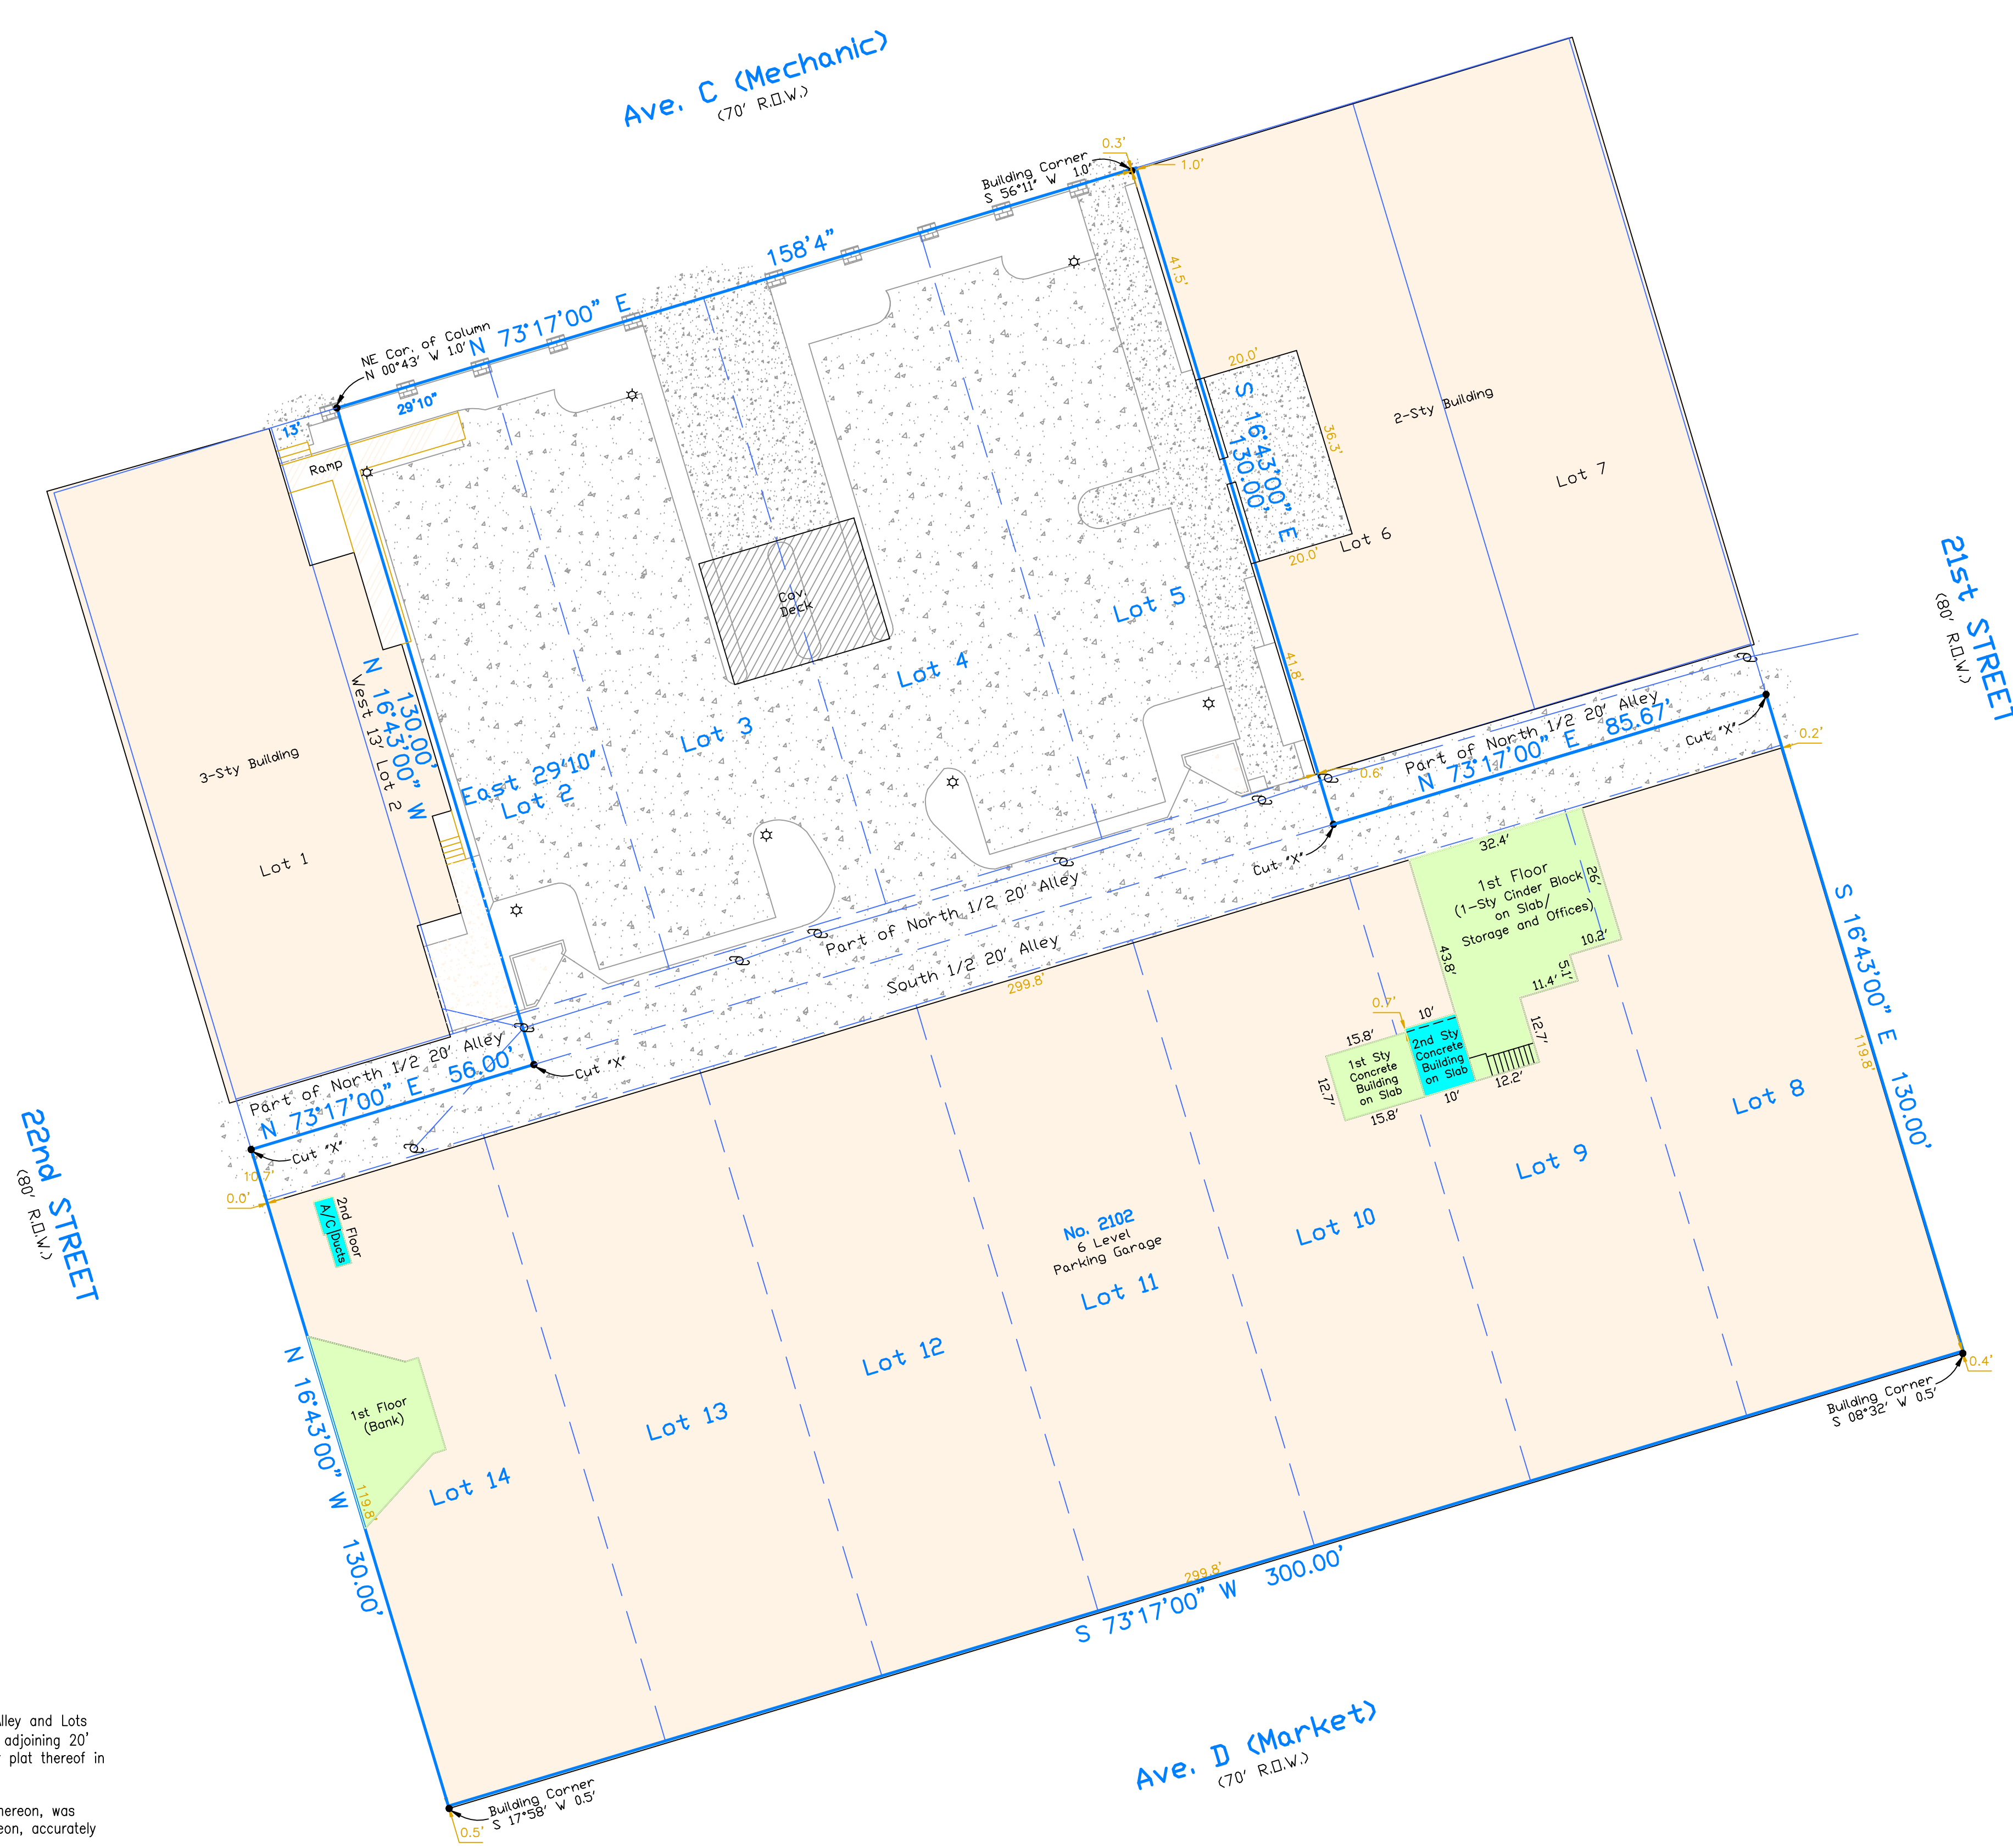 Ave. C (Mechanic)
(70' R.O.W.)
0.3'
1.0'
Building Corner
S 56°11" W 1.0'
158'4"
N 73°17'00" E
NE Cor. of Column
N 00°43' W 1.0'
29'10"
13'
Ramp
41.5'
20.0'
36.3'
20.0'
S 16°43'00" E
130.00'
2-Sty Building
Lot 7
Lot 6
Cov.
Deck
Lot 5
Lot 4
Lot 3
East 29'10"
Lot 2
130.00'
N 16°43'00" W
West 13' Lot 2
3-Sty Building
Lot 1
41.8'
21st STREET
(80' R.O.W.)
Part of North 1/2 20' Alley
N 73°17'00" E 85.67'
Cut "X"
0.2'
0.6'
Cut "X"
Part of North 1/2 20' Alley
South 1/2 20' Alley
299.8'
Part of North 1/2 20' Alley
N 73°17'00" E 56.00'
Cut "X"
Cut "X"
10.7'
0.0'
22nd STREET
(80' R.O.W.)
32.4'
1st Floor
(1-Sty Cinder Block
on Slab/
Storage and Offices)
26'
10.2'
5.1'
11.4'
43.8'
12.7'
12.2'
0.7'
10'
2nd Sty
Concrete
Building
on Slab
10'
15.8'
1st Sty
Concrete
Building
on Slab
12.7'
15.8'
S 16°43'00" E 130.00'
119.8'
Lot 8
Lot 9
Lot 10
No. 2102
6 Level
Parking Garage
Lot 11
Lot 12
Lot 13
Lot 14
2nd Floor
A/C Ducts
1st Floor
(Bank)
N 16°43'00" W 130.00'
119.8'
0.4'
Building Corner
S 08°32' W 0.5'
299.8'
S 73°17'00" W 300.00'
Ave. D (Market)
(70' R.O.W.)
Building Corner
S 17°58' W 0.5'
0.5'
lley and Lots
adjoining 20'
plat thereof in
hereon, was
eon, accurately